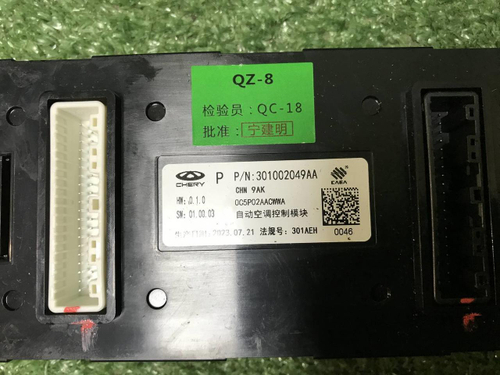 QZ-8
检验员：QC-18
批准：宁建明
CHERY P P/N:301002049AA
CHN 9AK
HW: .0.1.0 DC5P02AACWWA
SW: 01.00.03 自动空调控制模块
2023.07.21 法规号: 301AEH 0046